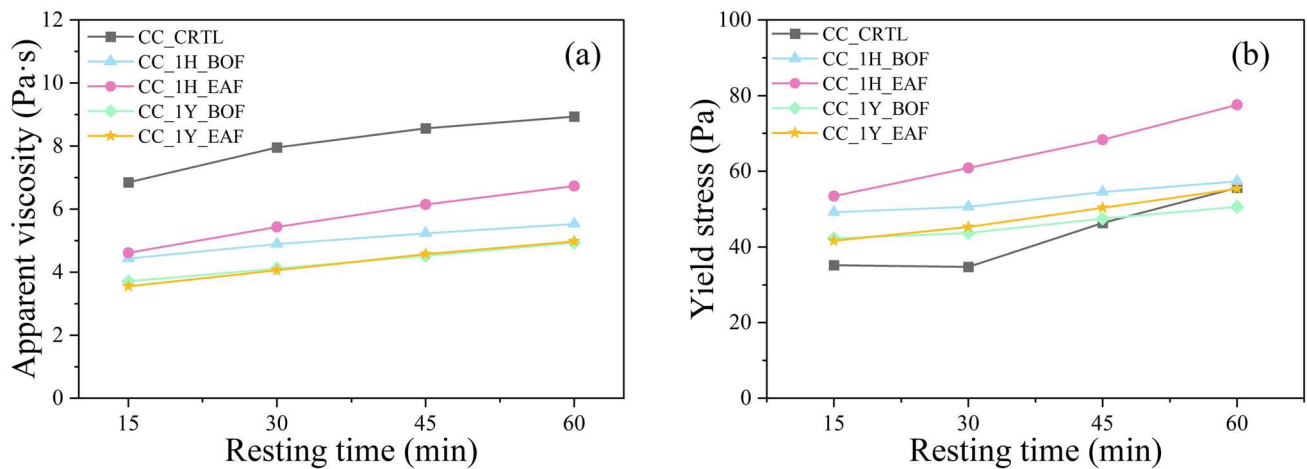 (a)
CC_CRTL
CC_1H_BOF
CC_1H_EAF
CC_1Y_BOF
CC_1Y_EAF
Apparent viscosity (Pa·s)
12
10
8
6
4
2
0
15 30 45 60
Resting time (min)
(b)
CC_CRTL
CC_1H_BOF
CC_1H_EAF
CC_1Y_BOF
CC_1Y_EAF
Yield stress (Pa)
100
80
60
40
20
0
15 30 45 60
Resting time (min)